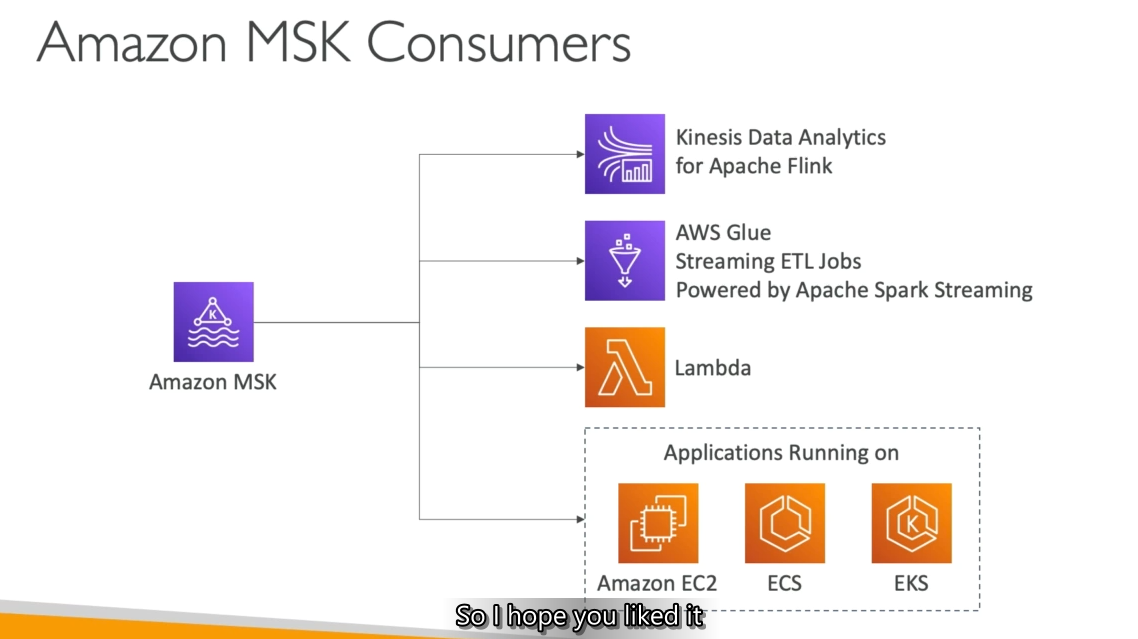 Amazon MSK Consumers
Kinesis Data Analytics
for Apache Flink
AWS Glue
Streaming ETL Jobs
Powered by Apache Spark Streaming
K
Amazon MSK
Lambda
Applications Running on
K
Amazon EC2
ECS
EKS
So I hope you liked it